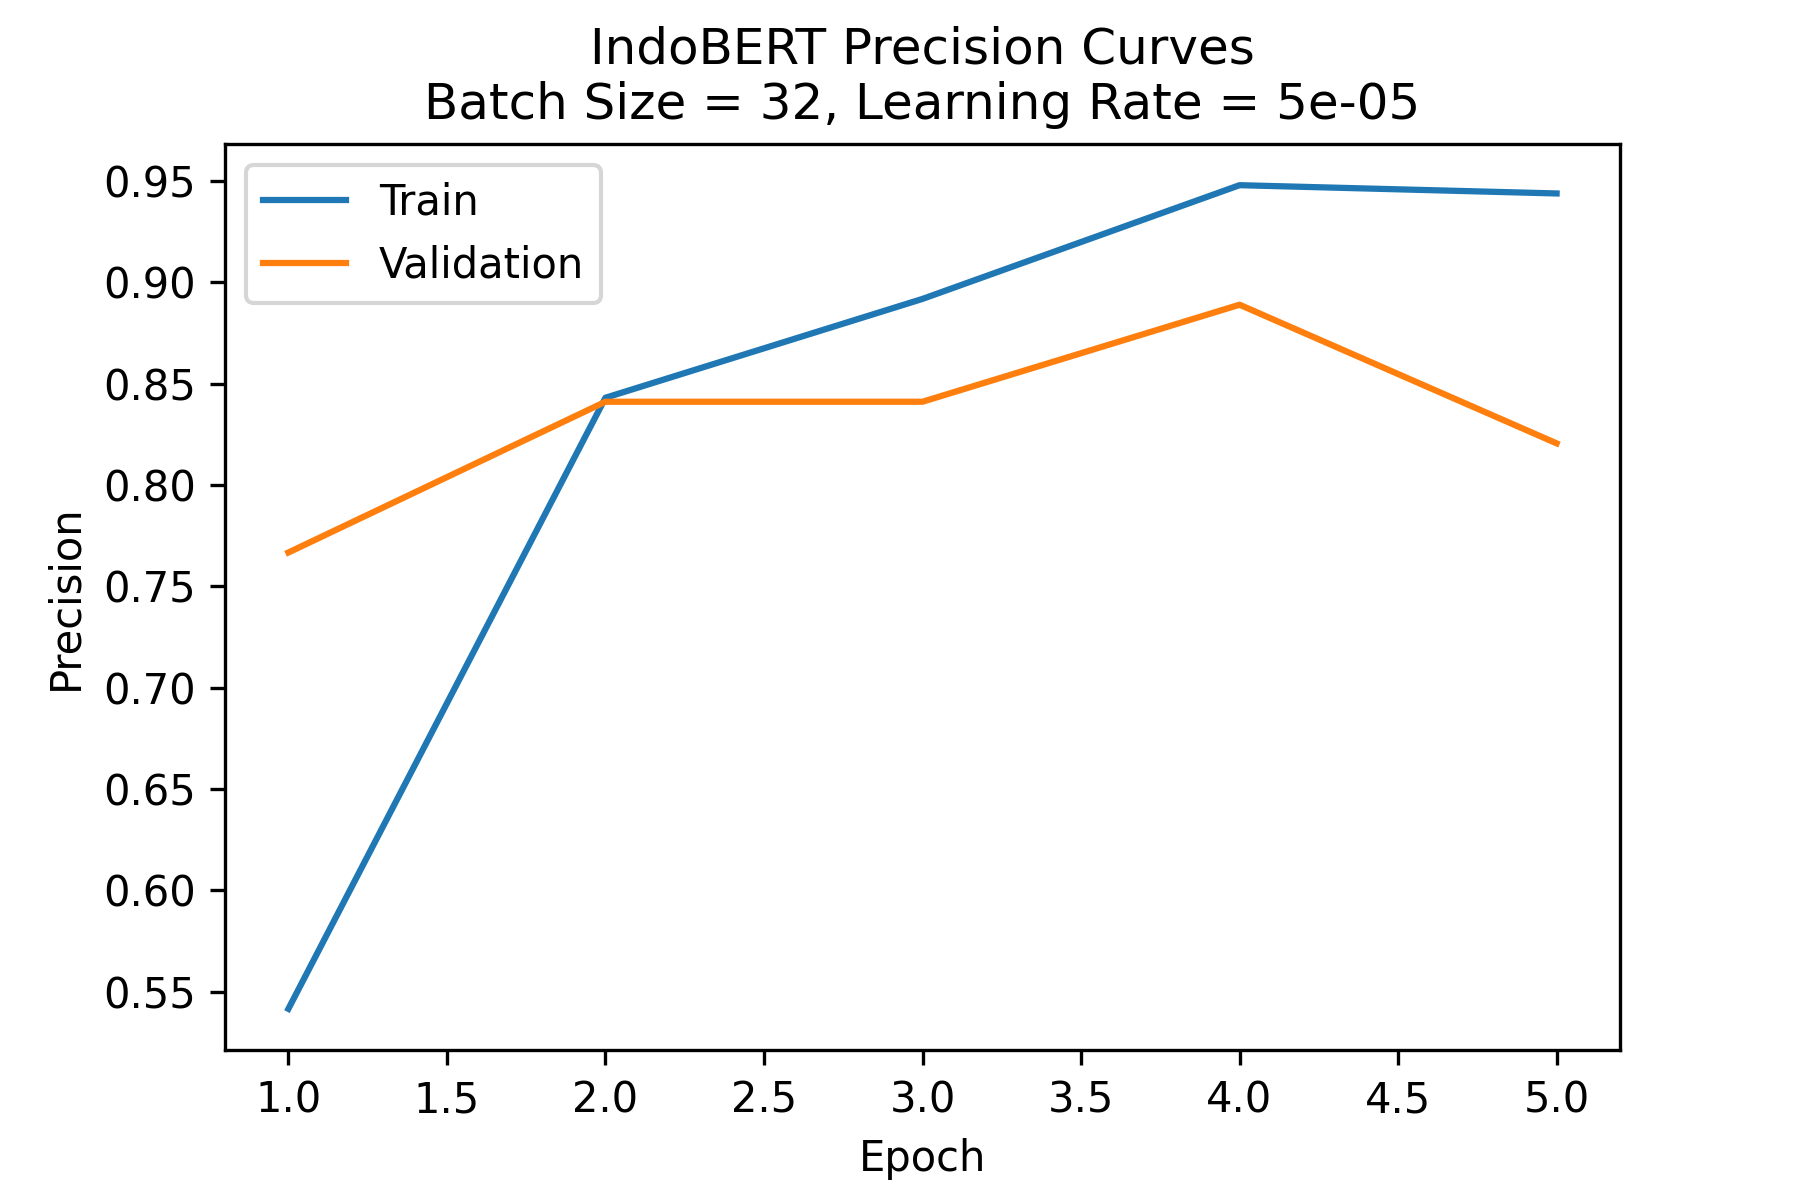 IndoBERT Precision Curves
Batch Size = 32, Learning Rate = 5e-05
Train
Validation
0.95
0.90
0.85
0.80
0.75
0.70
0.65
0.60
0.55
Precision
1.0 1.5 2.0 2.5 3.0 3.5 4.0 4.5 5.0
Epoch